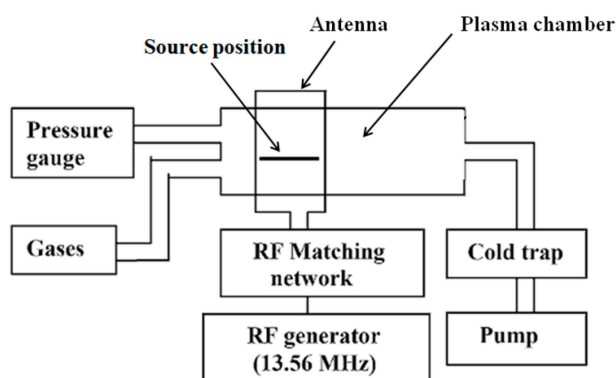 Antenna
Plasma chamber
Source position
Pressure
gauge
Gases
RF Matching
network
Cold trap
RF generator
(13.56 MHz)
Pump